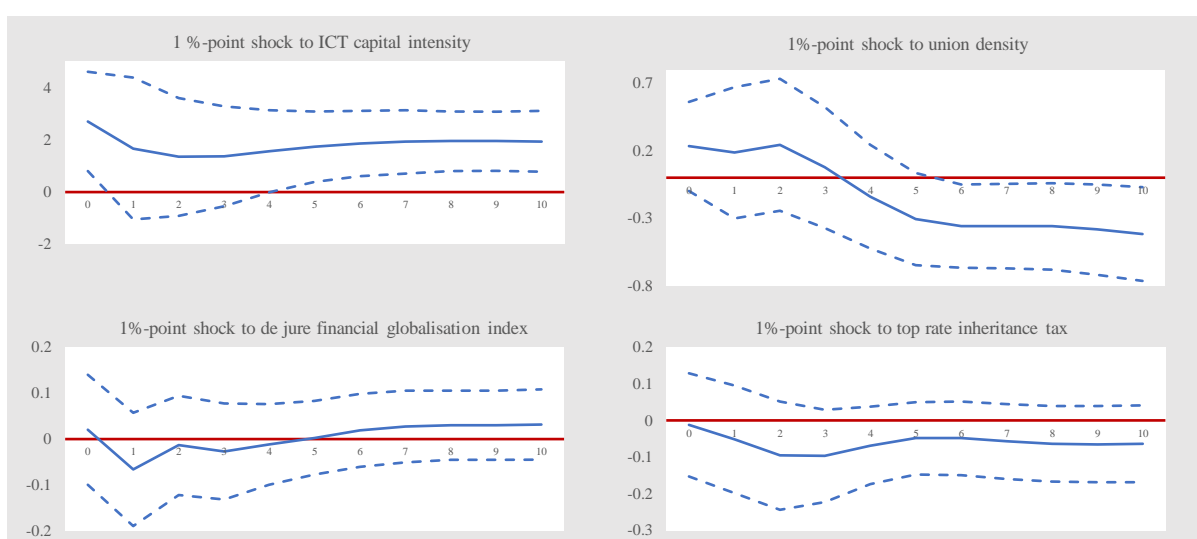 1 %-point shock to ICT capital intensity
4
2
0
-2
0 1 2 3 4 5 6 7 8 9 10
1%-point shock to union density
0.7
0.2
-0.3
-0.8
0 1 2 3 4 5 6 7 8 9 10
1%-point shock to de jure financial globalisation index
0.2
0.1
0
-0.1
-0.2
0 1 2 3 4 5 6 7 8 9 10
1%-point shock to top rate inheritance tax
0.2
0.1
0
-0.1
-0.2
-0.3
0 1 2 3 4 5 6 7 8 9 10